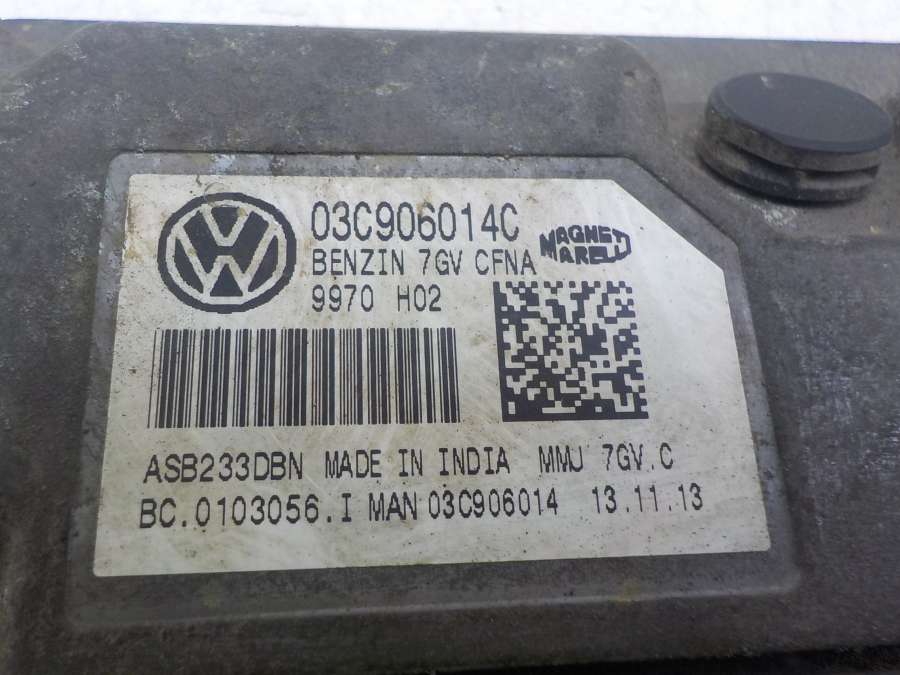 03C906014C
BENZIN 7GV CFNA
MAGNETI MARELLI
9970 H02
ASB233DBN MADE IN INDIA MMJ 7GV.C
BC.0103056.I MAN 03C906014 13.11.13